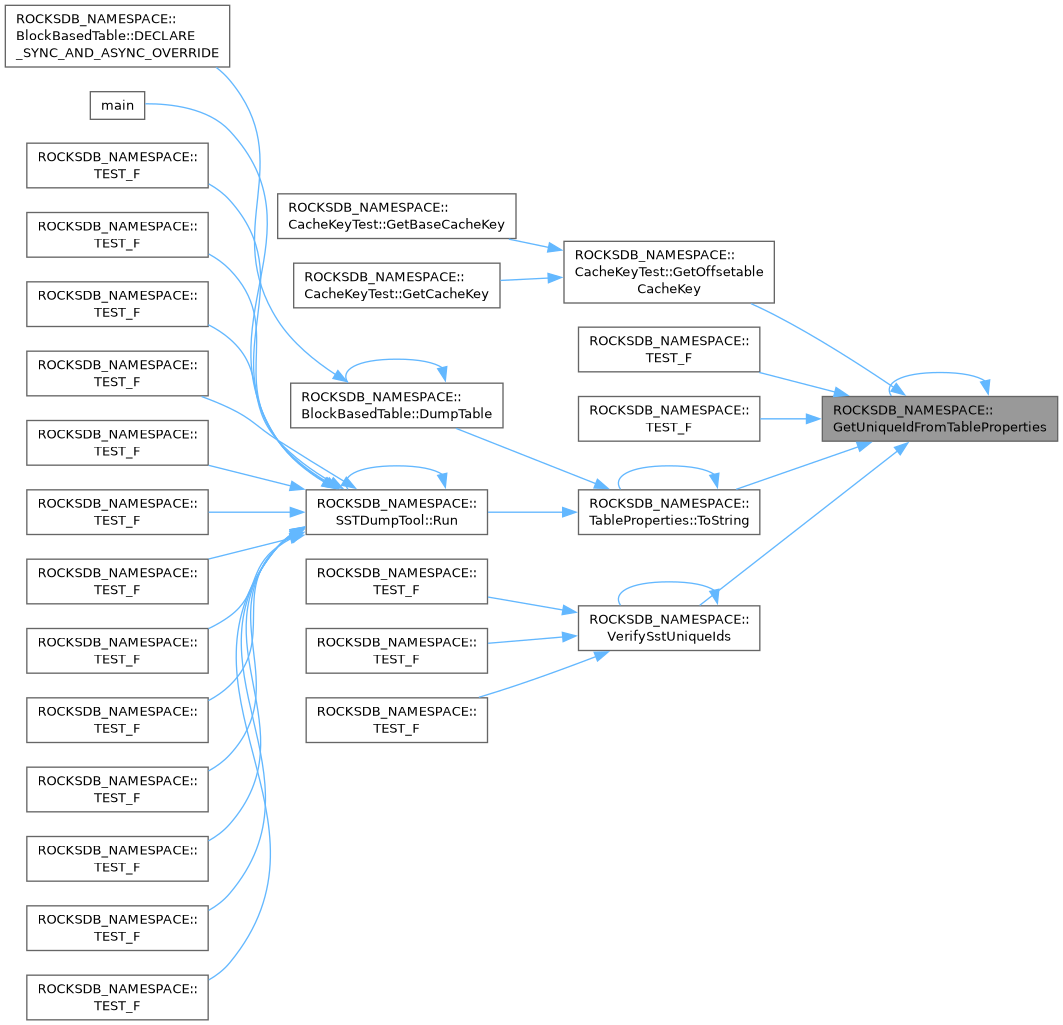 ROCKSDB_NAMESPACE::
BlockBasedTable::DECLARE
_SYNC_AND_ASYNC_OVERRIDE
main
ROCKSDB_NAMESPACE::
TEST_F
ROCKSDB_NAMESPACE::
TEST_F
ROCKSDB_NAMESPACE::
TEST_F
ROCKSDB_NAMESPACE::
TEST_F
ROCKSDB_NAMESPACE::
TEST_F
ROCKSDB_NAMESPACE::
TEST_F
ROCKSDB_NAMESPACE::
TEST_F
ROCKSDB_NAMESPACE::
TEST_F
ROCKSDB_NAMESPACE::
TEST_F
ROCKSDB_NAMESPACE::
TEST_F
ROCKSDB_NAMESPACE::
TEST_F
ROCKSDB_NAMESPACE::
TEST_F
ROCKSDB_NAMESPACE::
TEST_F
ROCKSDB_NAMESPACE::
CacheKeyTest::GetBaseCacheKey
ROCKSDB_NAMESPACE::
CacheKeyTest::GetCacheKey
ROCKSDB_NAMESPACE::
BlockBasedTable::DumpTable
ROCKSDB_NAMESPACE::
SSTDumpTool::Run
ROCKSDB_NAMESPACE::
TEST_F
ROCKSDB_NAMESPACE::
TEST_F
ROCKSDB_NAMESPACE::
TEST_F
ROCKSDB_NAMESPACE::
CacheKeyTest::GetOffsetable
CacheKey
ROCKSDB_NAMESPACE::
TEST_F
ROCKSDB_NAMESPACE::
TEST_F
ROCKSDB_NAMESPACE::
TableProperties::ToString
ROCKSDB_NAMESPACE::
VerifySstUniqueIds
ROCKSDB_NAMESPACE::
GetUniqueIdFromTableProperties